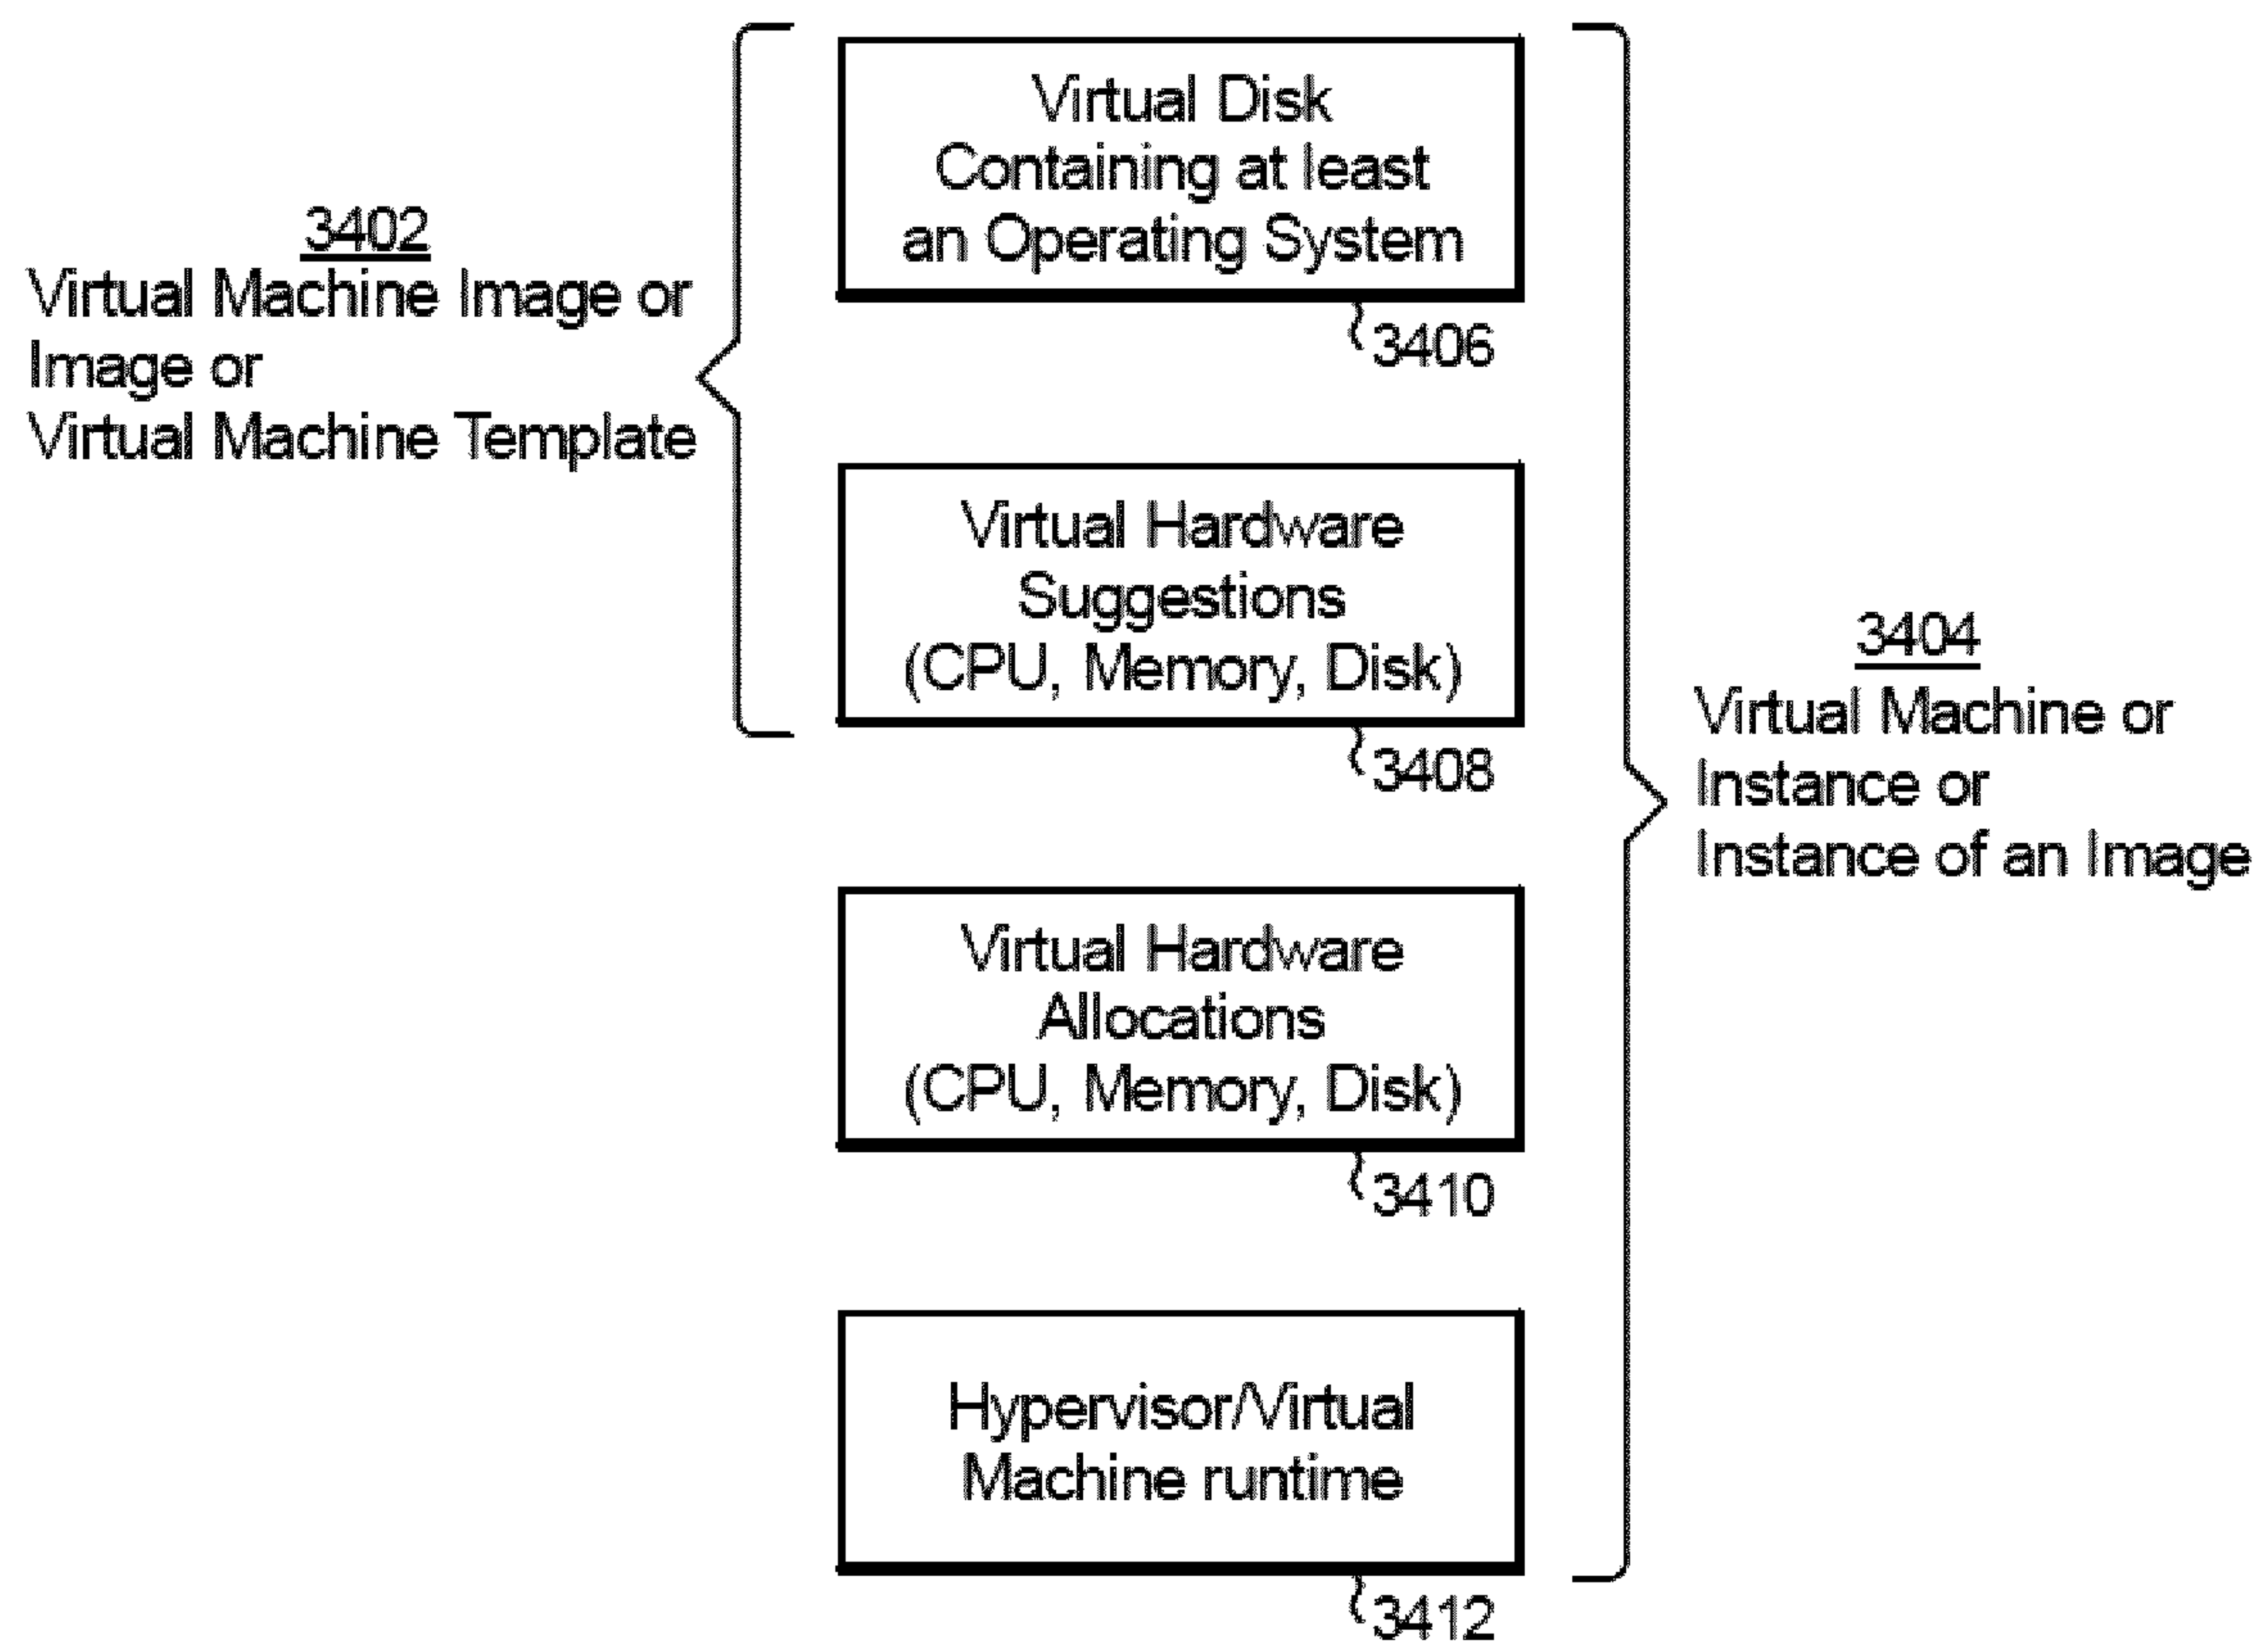 3402
Virtual Machine Image or
Image or
Virtual Machine Template
Virtual Disk
Containing at least
an Operating System
3406
Virtual Hardware
Suggestions
(CPU, Memory, Disk)
3408
Virtual Hardware
Allocations
(CPU, Memory, Disk)
3410
Hypervisor/Virtual
Machine runtime
3412
3404
Virtual Machine or
Instance or
Instance of an Image